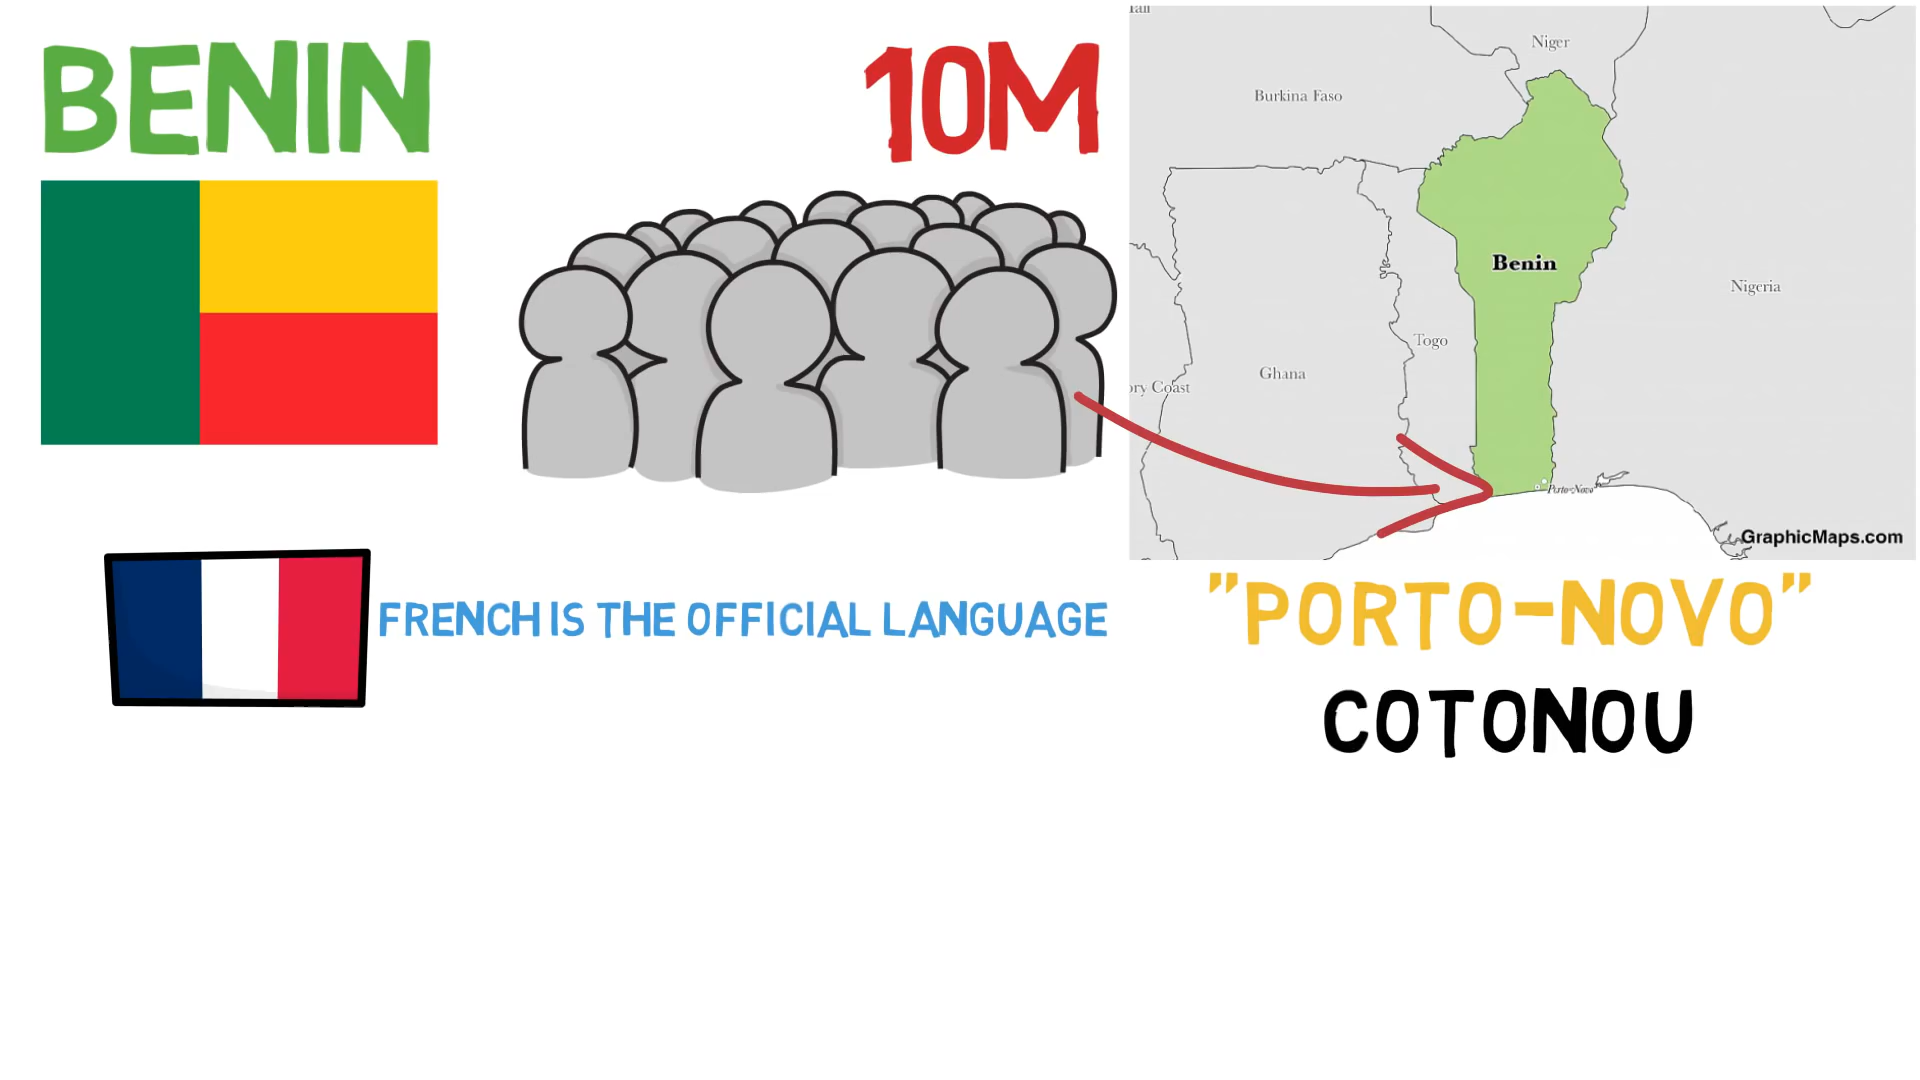 BENIN
10M
Niger
Burkina Faso
Benin
Nigeria
Togo
Ghana
ory Coast
Porto-Novo
GraphicMaps.com
"PORTO-NOVO"
COTONOU
FRENCH IS THE OFFICIAL LANGUAGE